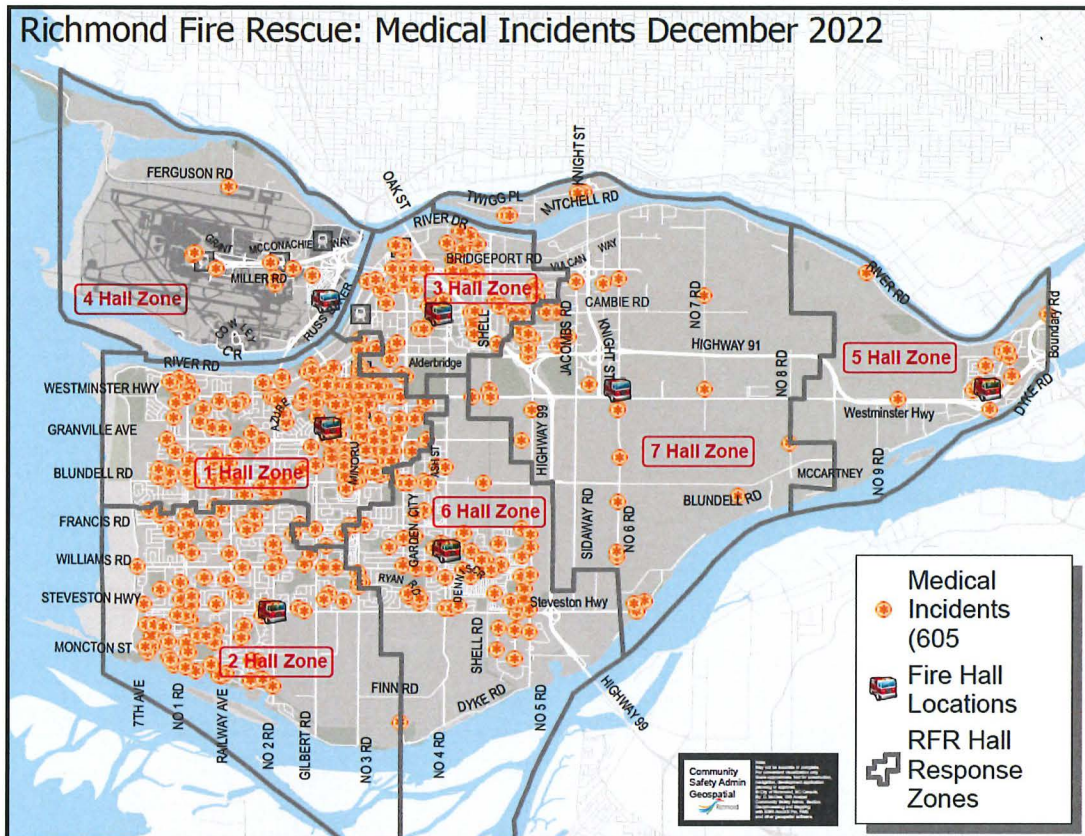 Richmond Fire Rescue: Medical Incidents December 2022
FERGUSON RD
OAK ST
TWIGG PL
KNIGHT ST
MITCHELL RD
RIVER DR
GRANT
MCCONACHIE
WAY
BRIDGEPORT RD
VULCAN
WAY
MILLER RD
4 Hall Zone
3 Hall Zone
CAMBIE RD
NO 7 RD
RIVER RD
RUSS BAKER
SHELL
JACOMBS RD
KNIGHT ST
HIGHWAY 91
NO 8 RD
5 Hall Zone
Boundary Rd
RIVER RD
Alderbridge
DYKE RD
WESTMINSTER HWY
AZURE
Westminster Hwy
GRANVILLE AVE
HIGHWAY 99
MINORU
ASH ST
7 Hall Zone
NO 9 RD
BLUNDELL RD
1 Hall Zone
MCCARTNEY
BLUNDELL RD
FRANCIS RD
GARDEN CITY
6 Hall Zone
SIDAWAY RD
NO 6 RD
WILLIAMS RD
RYAN RD
STEVESTON HWY
Steveston Hwy
MONCTON ST
2 Hall Zone
SHELL RD
FINN RD
DYKE RD
NO 5 RD
HIGHWAY 99
7TH AVE
NO 1 RD
RAILWAY AVE
NO 2 RD
GILBERT RD
NO 3 RD
NO 4 RD
Medical
Incidents
(605
Fire Hall
Locations
RFR Hall
Response
Zones
Community
Safety Admin
Geospatial
Richmond